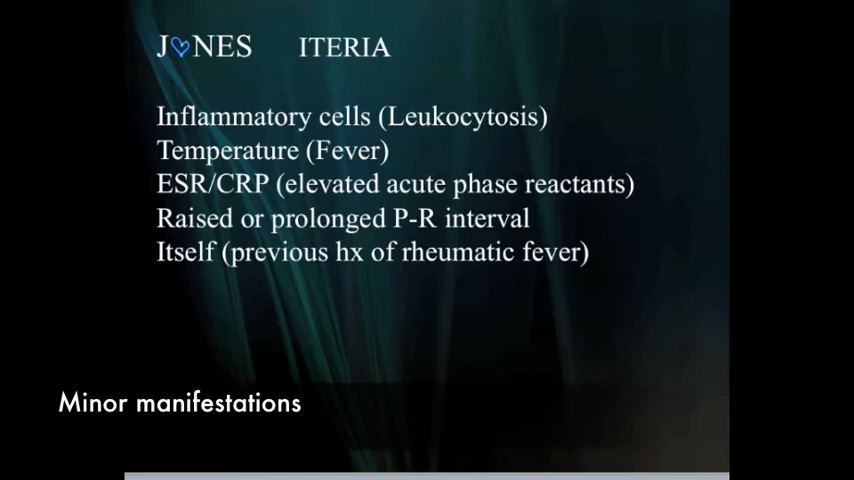 J♡NES ITERIA
Inflammatory cells (Leukocytosis)
Temperature (Fever)
ESR/CRP (elevated acute phase reactants)
Raised or prolonged P-R interval
Itself (previous hx of rheumatic fever)
Minor manifestations